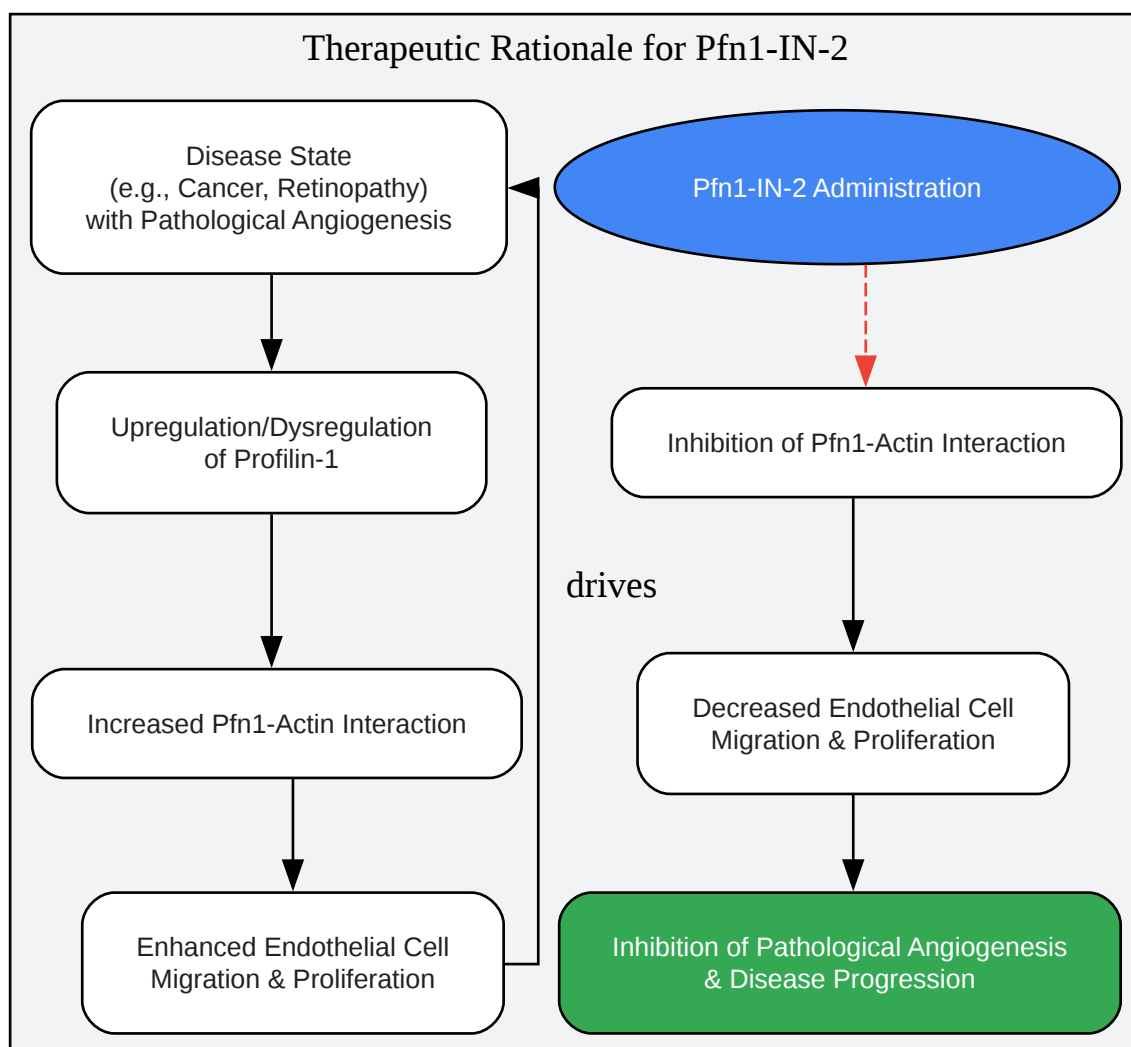 Therapeutic Rationale for Pfn1-IN-2
Disease State
(e.g., Cancer, Retinopathy)
with Pathological Angiogenesis
Upregulation/Dysregulation
of Profilin-1
Increased Pfn1-Actin Interaction
Enhanced Endothelial Cell
Migration & Proliferation
drives
Pfn1-IN-2 Administration
Inhibition of Pfn1-Actin Interaction
Decreased Endothelial Cell
Migration & Proliferation
Inhibition of Pathological Angiogenesis
& Disease Progression